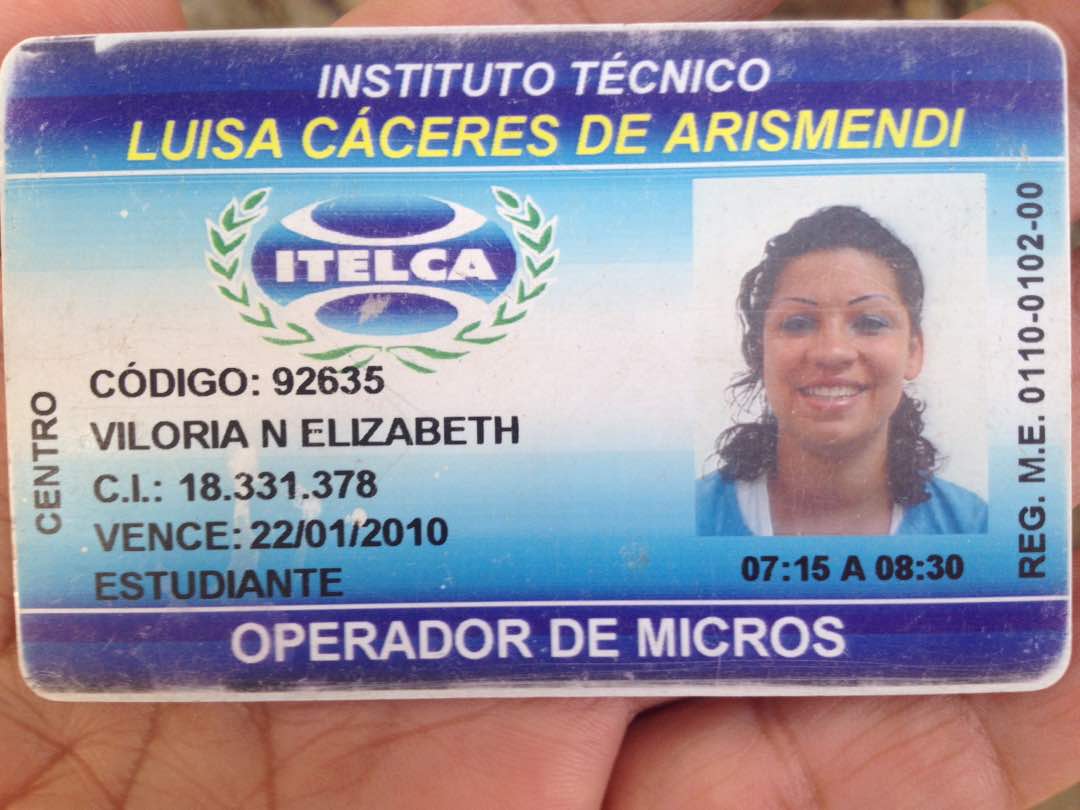 INSTITUTO TÉCNICO
LUISA CÁCERES DE ARISMENDI
ITELCA
CÓDIGO: 92635
VILORIA N ELIZABETH
C.I.: 18.331.378
VENCE: 22/01/2010
ESTUDIANTE
CENTRO
07:15 A 08:30
REG. M.E. 0110-0102-00
OPERADOR DE MICROS